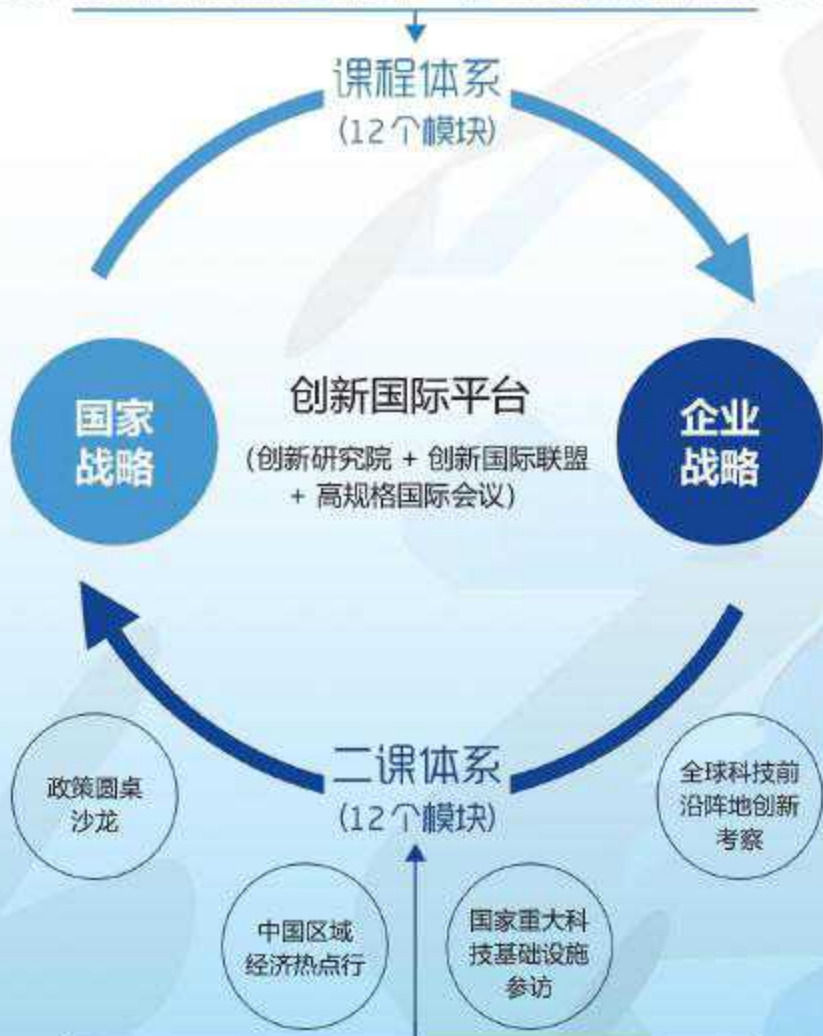 课程体系
(12个模块)
国家
战略
创新国际平台
(创新研究院 + 创新国际联盟
+ 高规格国际会议)
企业
战略
二课体系
(12个模块)
政策圆桌
沙龙
全球科技前
沿阵地创新
考察
中国区域
经济热点行
国家重大科
技基础设施
参访